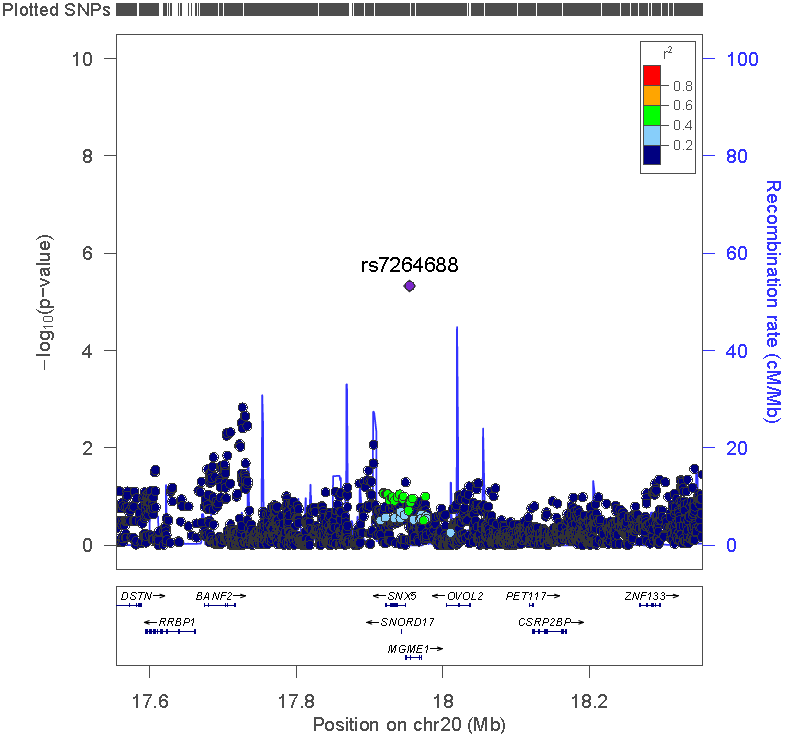 Plotted SNPs
10
8
6
4
2
0
−log10(p−value)
100
80
60
40
20
0
Recombination rate (cM/Mb)
r2
0.8
0.6
0.4
0.2
rs7264688
DSTN→ BANF2→ ←SNX5 ←OVOL2 PET117→ ZNF133→
←RRBP1 ←SNORD17 CSRP2BP→
MGME1→
17.6 17.8 18 18.2
Position on chr20 (Mb)